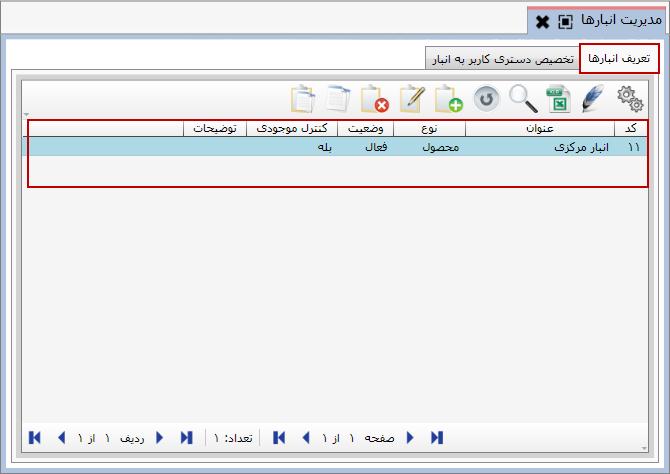 مدیریت انبارها
تعریف انبارها تخصیص دستری کاربر به انبار
کد عنوان نوع وضعیت کنترل موجودی توضیحات
۱۱ انبار مرکزی محصول فعال بله
صفحه ۱ از ۱ تعداد: ۱ ردیف ۱ از ۱